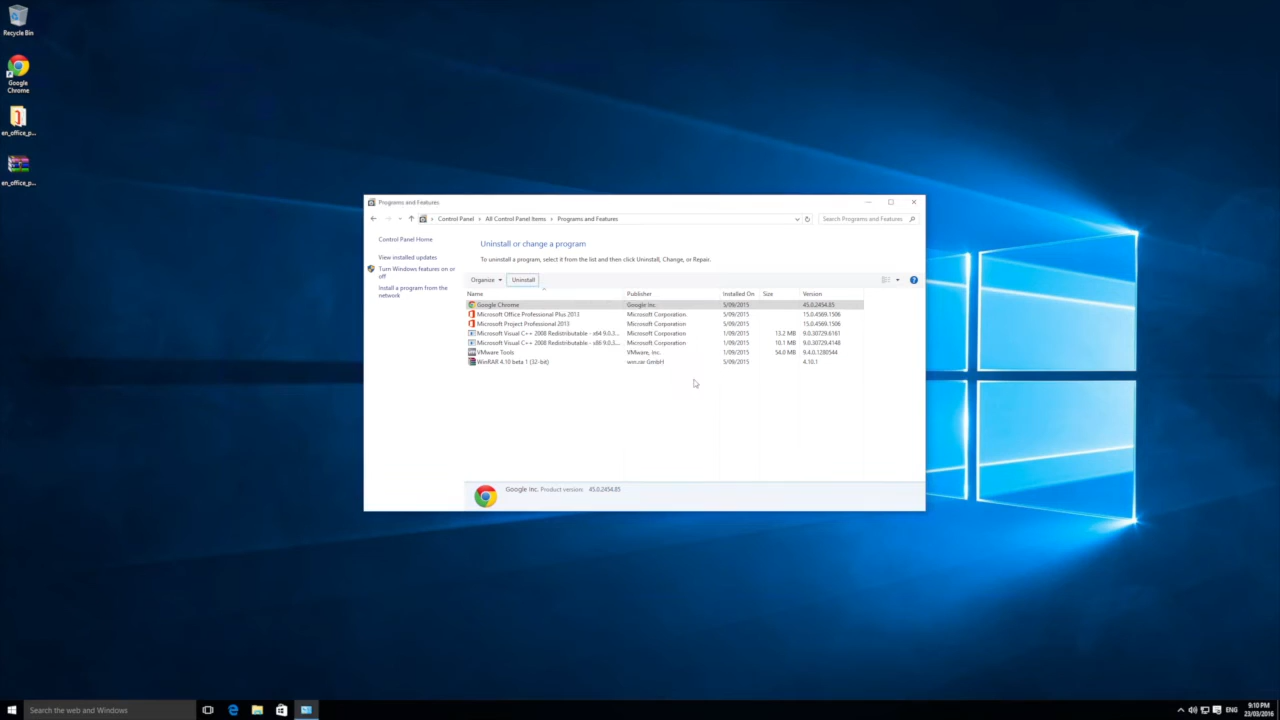 Recycle Bin
Google
Chrome
en_office_p...
en_office_p...
Programs and Features
Control Panel > All Control Panel Items > Programs and Features
Search Programs and Features
Control Panel Home
View installed updates
Turn Windows features on or
off
Install a program from the
network
Uninstall or change a program
To uninstall a program, select it from the list and then click Uninstall, Change, or Repair.
Organize Uninstall
Name Publisher Installed On Size Version
Google Chrome Google Inc. 5/09/2015 45.0.2454.85
Microsoft Office Professional Plus 2013 Microsoft Corporation 5/09/2015 15.0.4569.1506
Microsoft Project Professional 2013 Microsoft Corporation 5/09/2015 15.0.4569.1506
Microsoft Visual C++ 2008 Redistributable - x64 9.0.3... Microsoft Corporation 1/09/2015 13.2 MB 9.0.30729.6161
Microsoft Visual C++ 2008 Redistributable - x86 9.0.3... Microsoft Corporation 1/09/2015 10.1 MB 9.0.30729.4148
VMware Tools VMware, Inc. 1/09/2015 54.0 MB 9.4.0.1280544
WinRAR 4.10 beta 1 (32-bit) win.rar GmbH 5/09/2015 4.10.1
Google Inc. Product version: 45.0.2454.85
Search the web and Windows
ENG
9:10 PM
23/03/2016